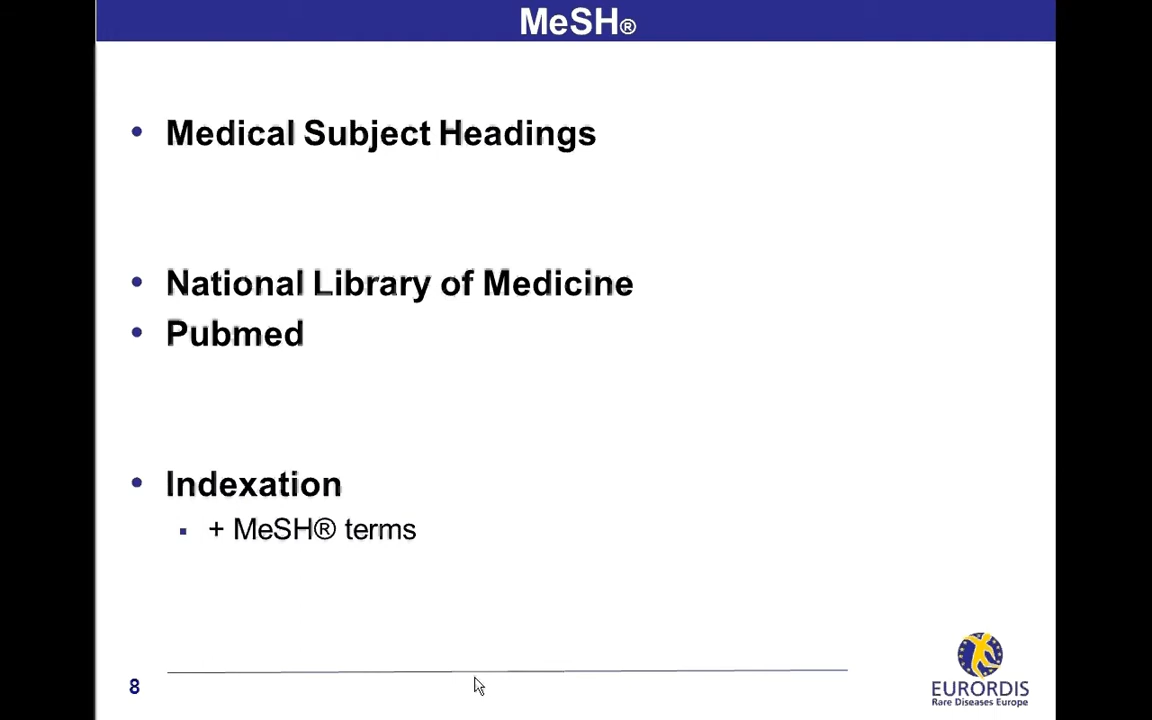 MeSH®
• Medical Subject Headings
• National Library of Medicine
• Pubmed
• Indexation
▪ + MeSH® terms
8
EURORDIS
Rare Diseases Europe